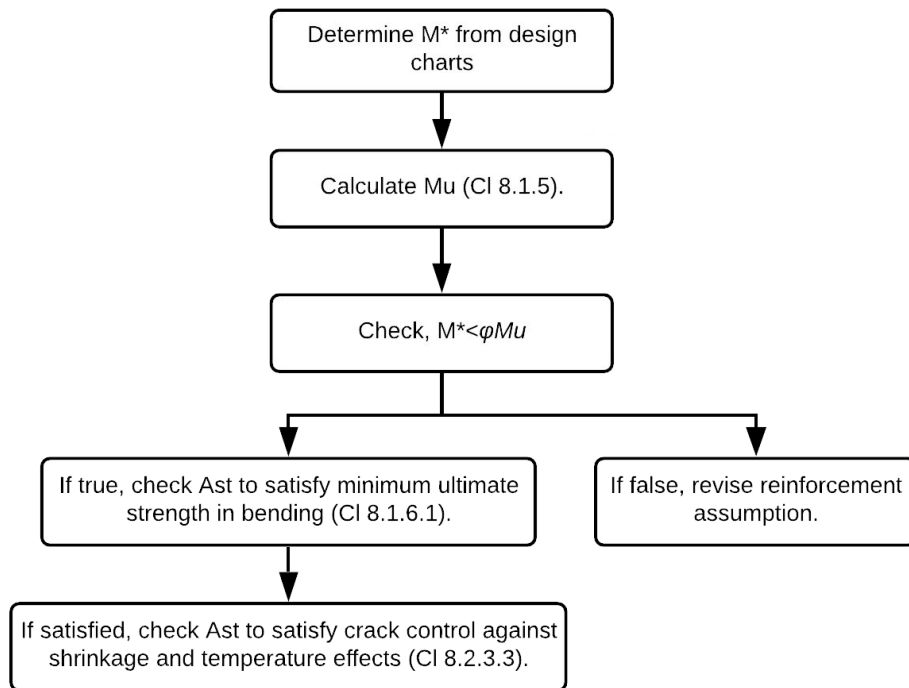 Determine M* from design
charts
Calculate Mu (Cl 8.1.5).
Check, M*<φMu
If true, check Ast to satisfy minimum ultimate
strength in bending (Cl 8.1.6.1).
If false, revise reinforcement
assumption.
If satisfied, check Ast to satisfy crack control against
shrinkage and temperature effects (Cl 8.2.3.3).